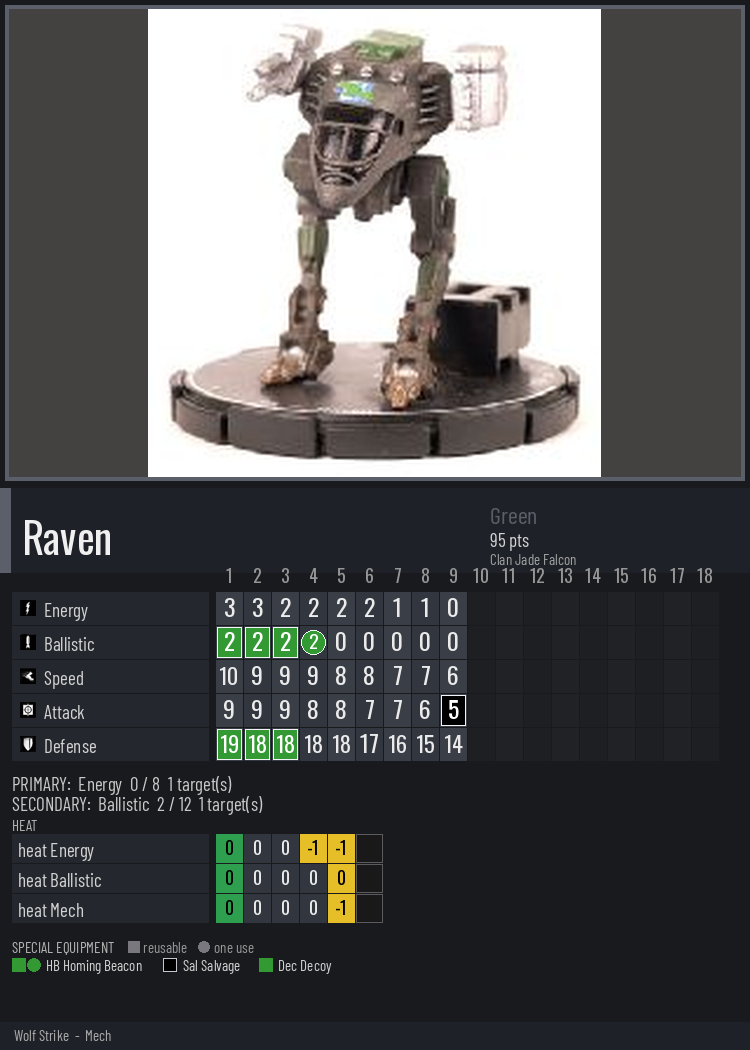 Raven
Green
95 pts
Clan Jade Falcon
1 2 3 4 5 6 7 8 9 10 11 12 13 14 15 16 17 18
Energy 3 3 2 2 2 2 1 1 0
Ballistic 2 2 2 2 0 0 0 0 0
Speed 10 9 9 9 8 8 7 7 6
Attack 9 9 9 8 8 7 7 6 5
Defense 19 18 18 18 18 17 16 15 14
PRIMARY: Energy 0 / 8 1 target(s)
SECONDARY: Ballistic 2 / 12 1 target(s)
HEAT
heat Energy 0 0 0 -1 -1
heat Ballistic 0 0 0 0 0
heat Mech 0 0 0 0 -1
SPECIAL EQUIPMENT reusable one use
HB Homing Beacon Sal Salvage Dec Decoy
Wolf Strike - Mech